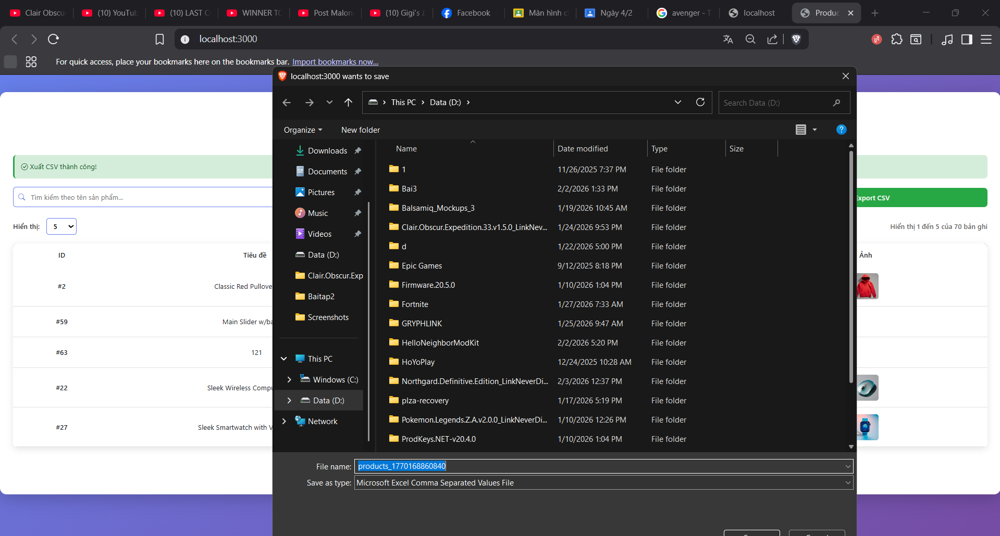 Clair Obscu
(10) YouTub
(10) LAST C
WINNER TO
Post Malon
(10) Gigi's
Facebook
Màn hình c
Ngày 4/2
avenger - T
localhost
Produc
localhost:3000
For quick access, place your bookmarks here on the bookmarks bar. Import bookmarks now...
localhost:3000 wants to save
This PC > Data (D:) >
Search Data (D:)
Organize
New folder
Downloads
Documents
Pictures
Music
Videos
Data (D:)
Clair.Obscur.Exp
Baitap2
Screenshots
This PC
Windows (C:)
Data (D:)
Network
Name Date modified Type Size
1 11/26/2025 7:37 PM File folder
Bai3 2/2/2026 1:33 PM File folder
Balsamiq_Mockups_3 1/19/2026 10:45 AM File folder
Clair.Obscur.Expedition.33.v1.5.0_LinkNev... 1/24/2026 9:53 PM File folder
d 1/22/2026 5:00 PM File folder
Epic Games 9/12/2025 8:18 PM File folder
Firmware.20.5.0 1/10/2026 1:04 PM File folder
Fortnite 1/27/2026 7:33 AM File folder
GRYPHLINK 1/25/2026 9:47 AM File folder
HelloNeighborModKit 2/2/2026 5:20 PM File folder
HoYoPlay 12/24/2025 10:28 AM File folder
Northgard.Definitive.Edition_LinkNeverDi... 2/3/2026 12:37 PM File folder
plza-recovery 1/17/2026 5:19 PM File folder
Pokemon.Legends.Z.A.v2.0.0_LinkNeverDi... 1/10/2026 12:26 PM File folder
ProdKeys.NET-v20.4.0 1/10/2026 1:04 PM File folder
File name: products_1770168860840
Save as type: Microsoft Excel Comma Separated Values File
Xuất CSV thành công!
Tìm kiếm theo tên sản phẩm...
Export CSV
Hiển thị: 5
Hiển thị 1 đến 5 của 70 bản ghi
ID Tiêu đề Ảnh
#2 Classic Red Pullove
#59 Main Slider w/ba
#63 121
#22 Sleek Wireless Compu
#27 Sleek Smartwatch with V